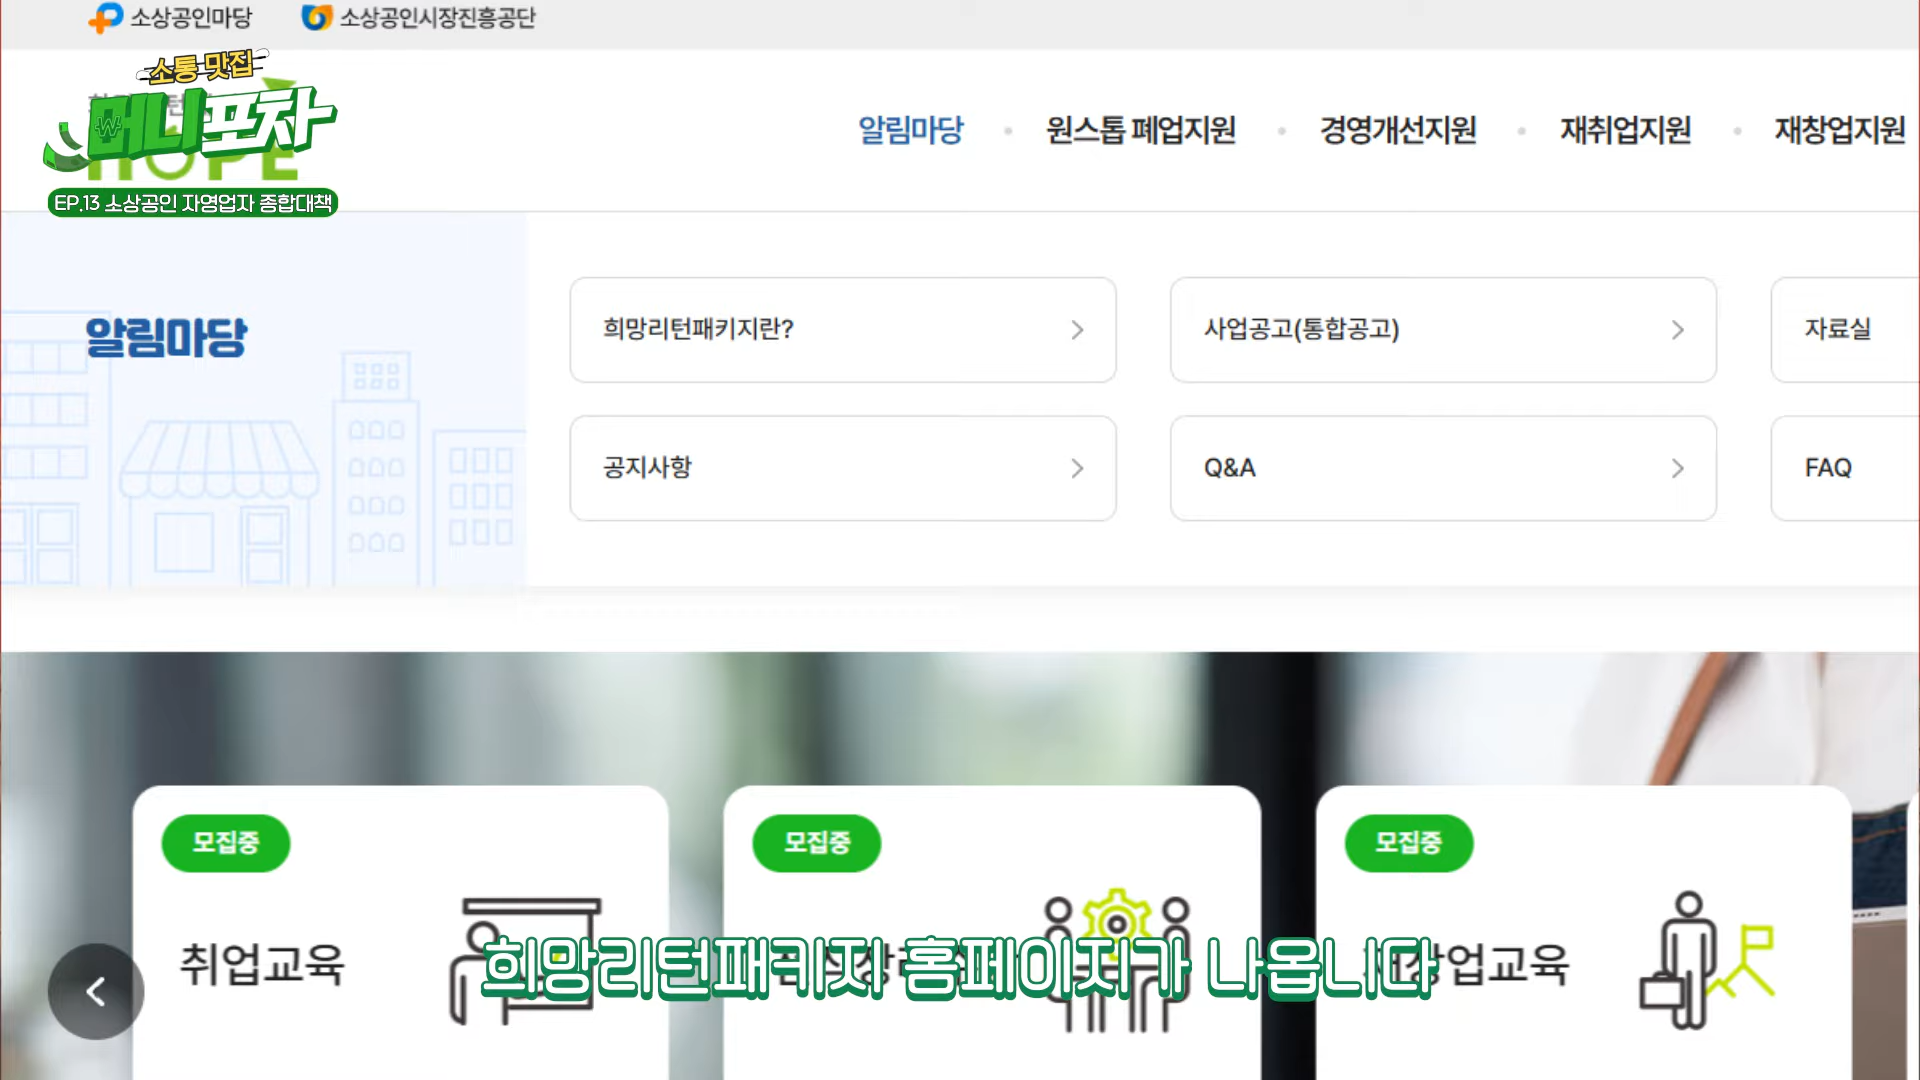 소상공인마당 소상공인시장진흥공단
소통 맛집
머니포차
HOPE
EP.13 소상공인 자영업자 종합대책
알림마당 원스톱 폐업지원 경영개선지원 재취업지원 재창업지원
알림마당
희망리턴패키지란? 사업공고(통합공고) 자료실
공지사항 Q&A FAQ
모집중 모집중 모집중
취업교육
희망리턴패키지 홈페이지가 나옵니다